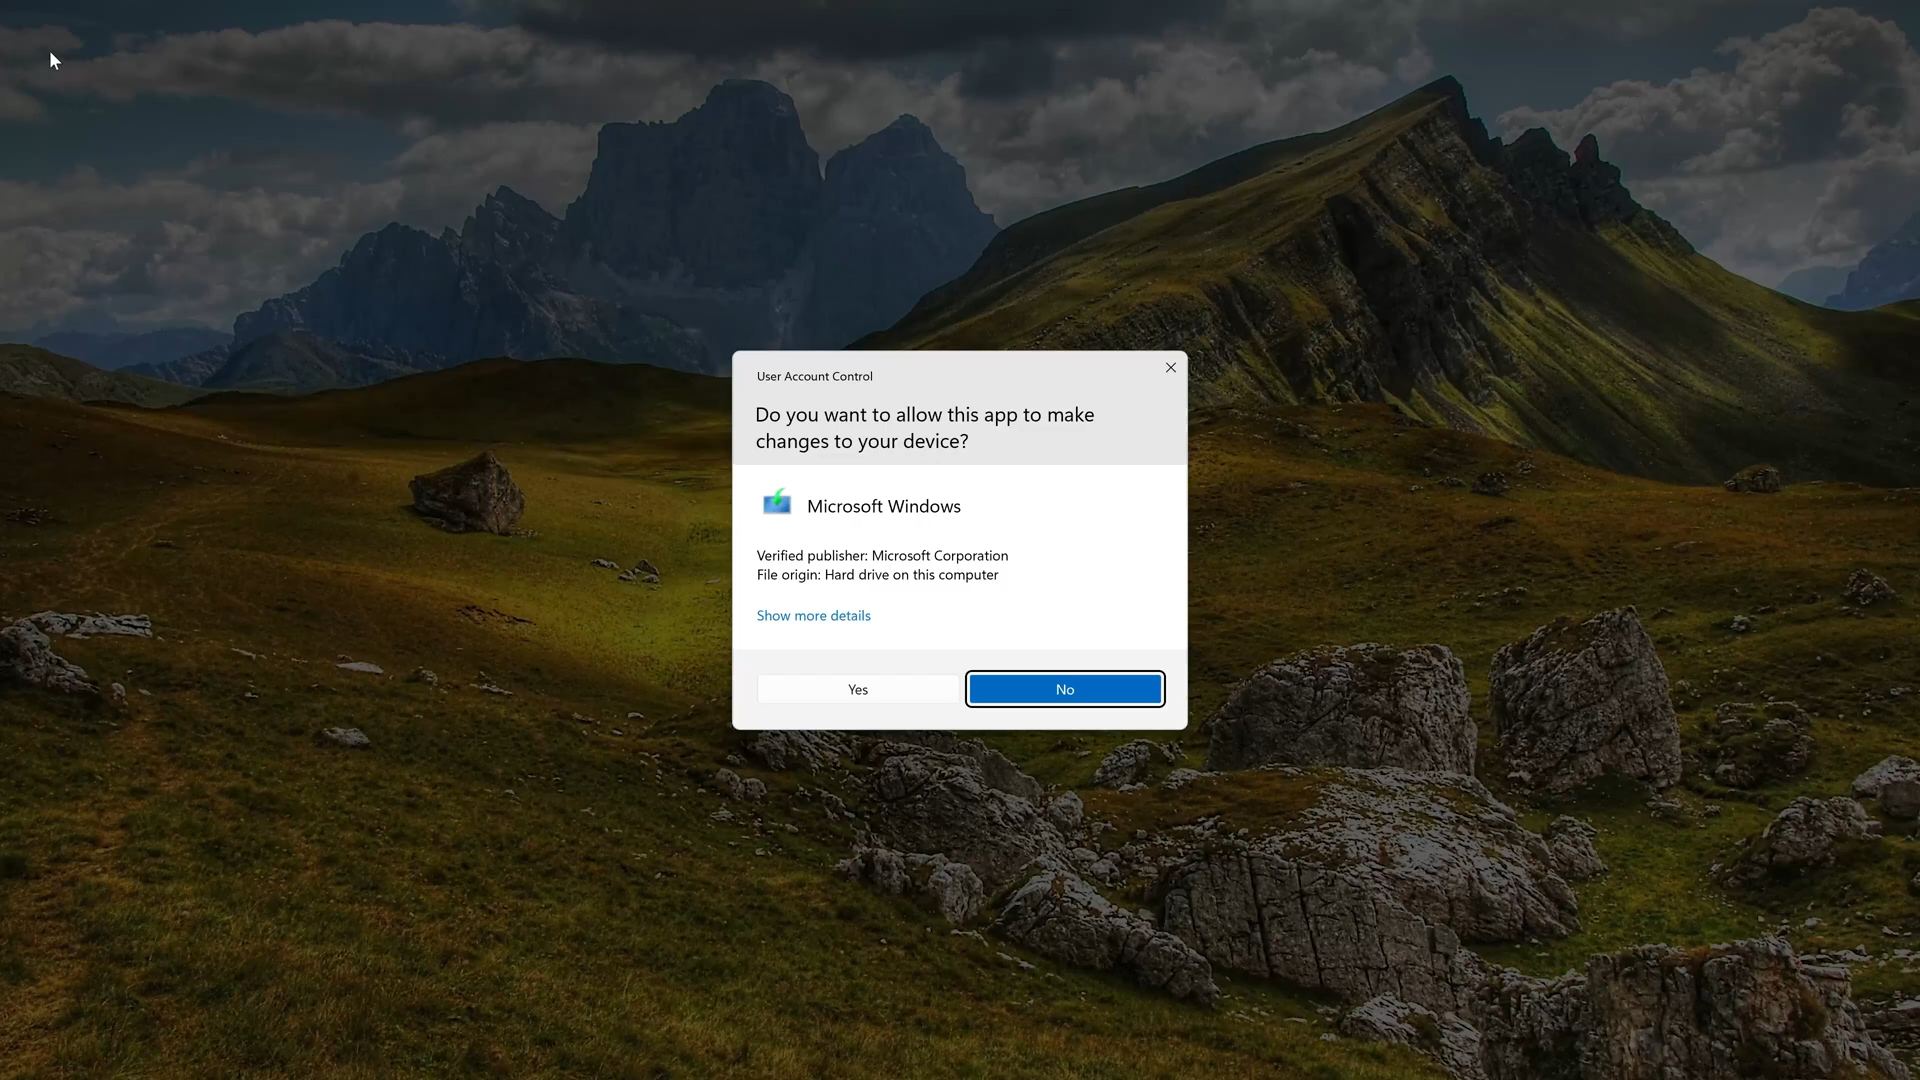 User Account Control
Do you want to allow this app to make
changes to your device?
Microsoft Windows
Verified publisher: Microsoft Corporation
File origin: Hard drive on this computer
Show more details
Yes
No